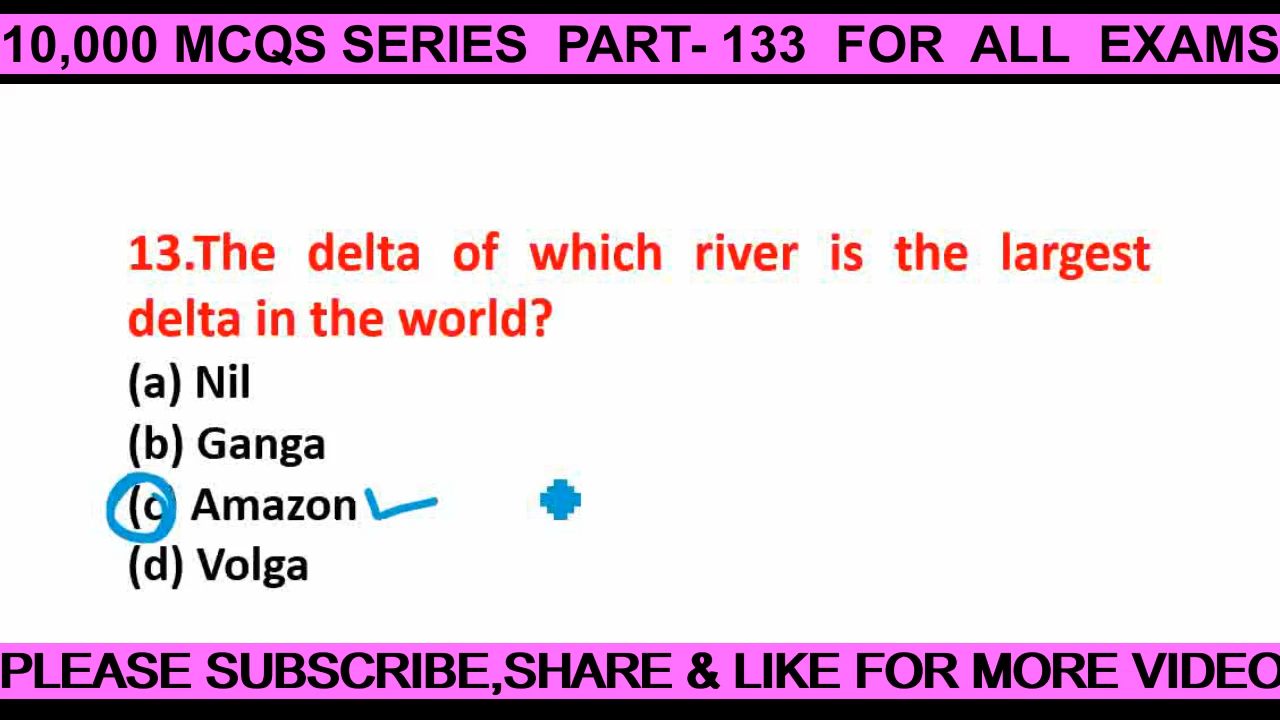 10,000 MCQS SERIES PART- 133 FOR ALL EXAMS
13.The delta of which river is the largest
delta in the world?
(a) Nil
(b) Ganga
(c) Amazon
(d) Volga
PLEASE SUBSCRIBE,SHARE & LIKE FOR MORE VIDEO